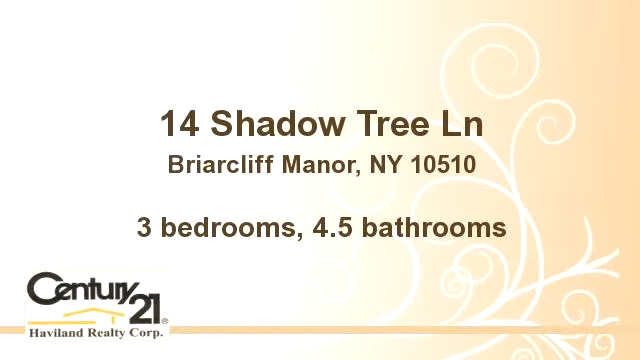 14 Shadow Tree Ln
Briarcliff Manor, NY 10510
3 bedrooms, 4.5 bathrooms
Century 21®
Haviland Realty Corp.